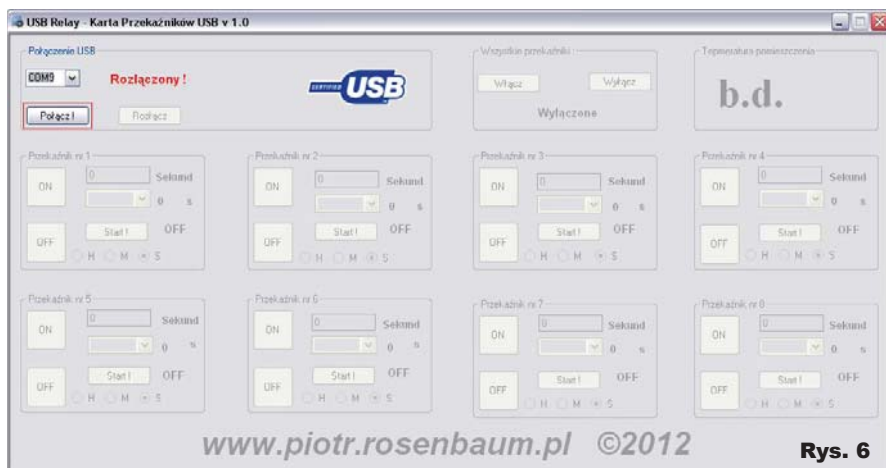 USB Relay - Karta Przekaźników USB v 1.0
Połączenie USB
COM9
Rozłączony !
Połącz !
Rozłącz
CERTIFIED USB
Wszystkie przekaźniki
Włącz
Wyłącz
Wyłączone
Temperatura pomieszczenia
b.d.
Przekaźnik nr 1
ON
0
Sekund
0 s
OFF
Start !
OFF
H M S
Przekaźnik nr 2
ON
0
Sekund
0 s
OFF
Start !
OFF
H M S
Przekaźnik nr 3
ON
0
Sekund
0 s
OFF
Start !
OFF
H M S
Przekaźnik nr 4
ON
0
Sekund
0 s
OFF
Start !
OFF
H M S
Przekaźnik nr 5
ON
0
Sekund
0 s
OFF
Start !
OFF
H M S
Przekaźnik nr 6
ON
0
Sekund
0 s
OFF
Start !
OFF
H M S
Przekaźnik nr 7
ON
0
Sekund
0 s
OFF
Start !
OFF
H M S
Przekaźnik nr 8
ON
0
Sekund
0 s
OFF
Start !
OFF
H M S
www.piotr.rosenbaum.pl ©2012
Rys. 6